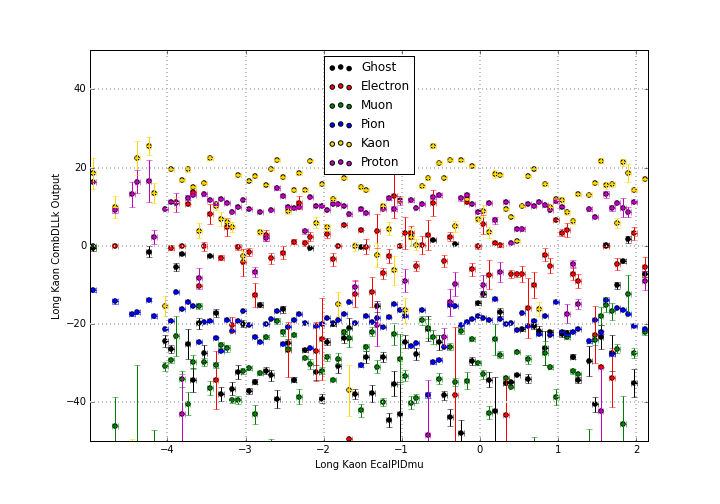 Ghost
Electron
Muon
Pion
Kaon
Proton
Long Kaon CombDLLk Output
40
20
0
−20
−40
−4
−3
−2
−1
0
1
2
Long Kaon EcalPIDmu